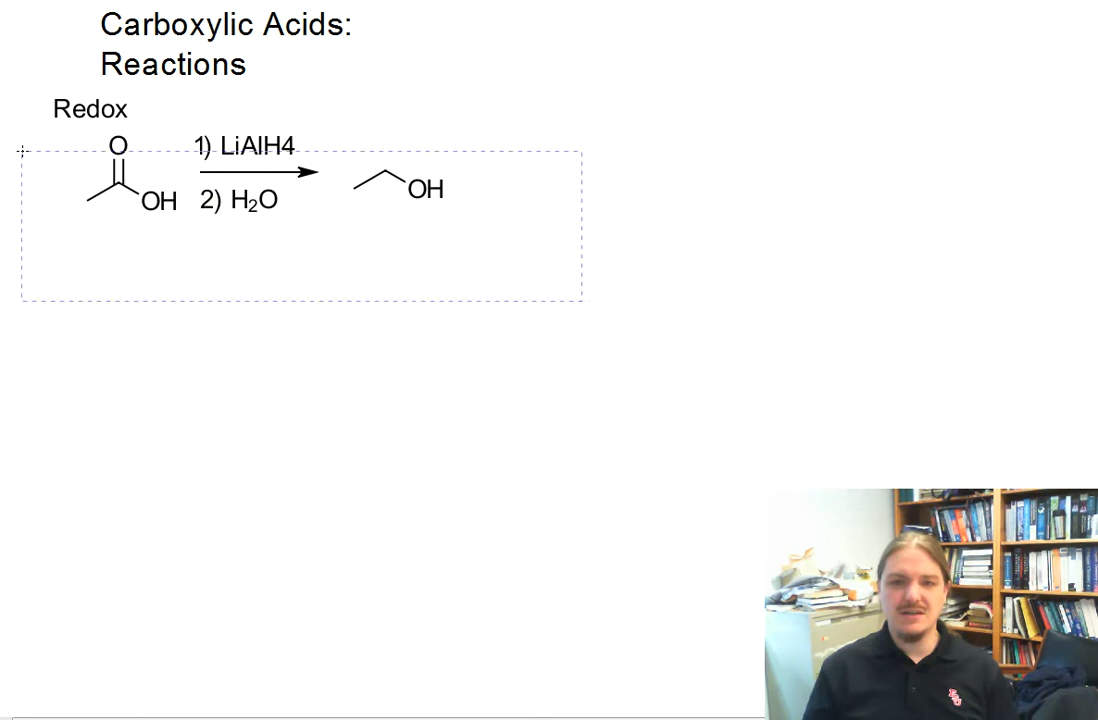 Carboxylic Acids:
Reactions
Redox
O
OH
1) LiAlH4
2) H₂O
OH